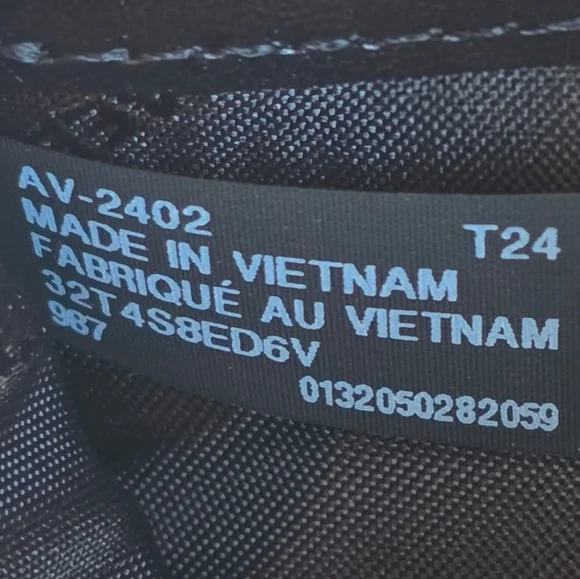 AV-2402 T24
MADE IN VIETNAM
FABRIQUÉ AU VIETNAM
32T4S8ED6V
987
0132050282059